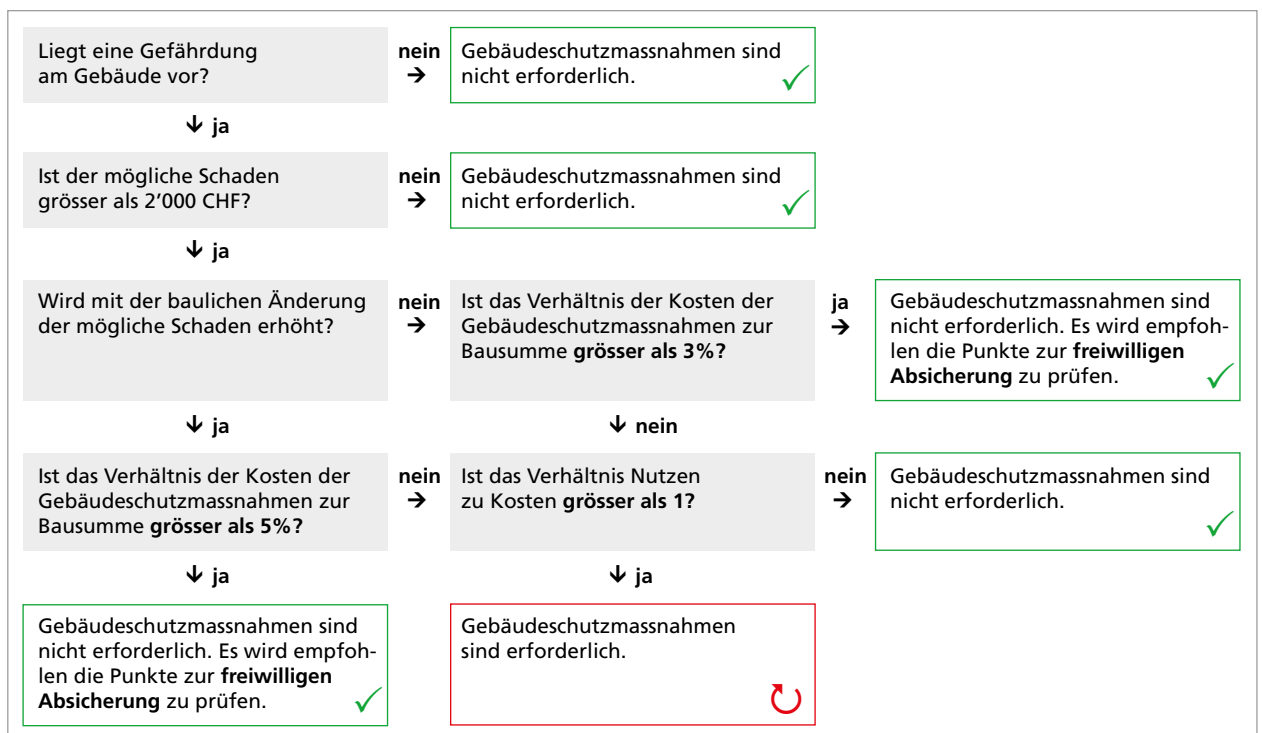 Liegt eine Gefährdung
am Gebäude vor?
nein
→
Gebäudeschutzmassnahmen sind
nicht erforderlich.
↓ ja
Ist der mögliche Schaden
grösser als 2’000 CHF?
nein
→
Gebäudeschutzmassnahmen sind
nicht erforderlich.
↓ ja
Wird mit der baulichen Änderung
der mögliche Schaden erhöht?
nein
→
Ist das Verhältnis der Kosten der
Gebäudeschutzmassnahmen zur
Bausumme grösser als 3%?
ja
→
Gebäudeschutzmassnahmen sind
nicht erforderlich. Es wird empfoh-
len die Punkte zur freiwilligen
Absicherung zu prüfen.
↓ ja
↓ nein
Ist das Verhältnis der Kosten der
Gebäudeschutzmassnahmen zur
Bausumme grösser als 5%?
nein
→
Ist das Verhältnis Nutzen
zu Kosten grösser als 1?
nein
→
Gebäudeschutzmassnahmen sind
nicht erforderlich.
↓ ja
↓ ja
Gebäudeschutzmassnahmen sind
nicht erforderlich. Es wird empfoh-
len die Punkte zur freiwilligen
Absicherung zu prüfen.
Gebäudeschutzmassnahmen
sind erforderlich.